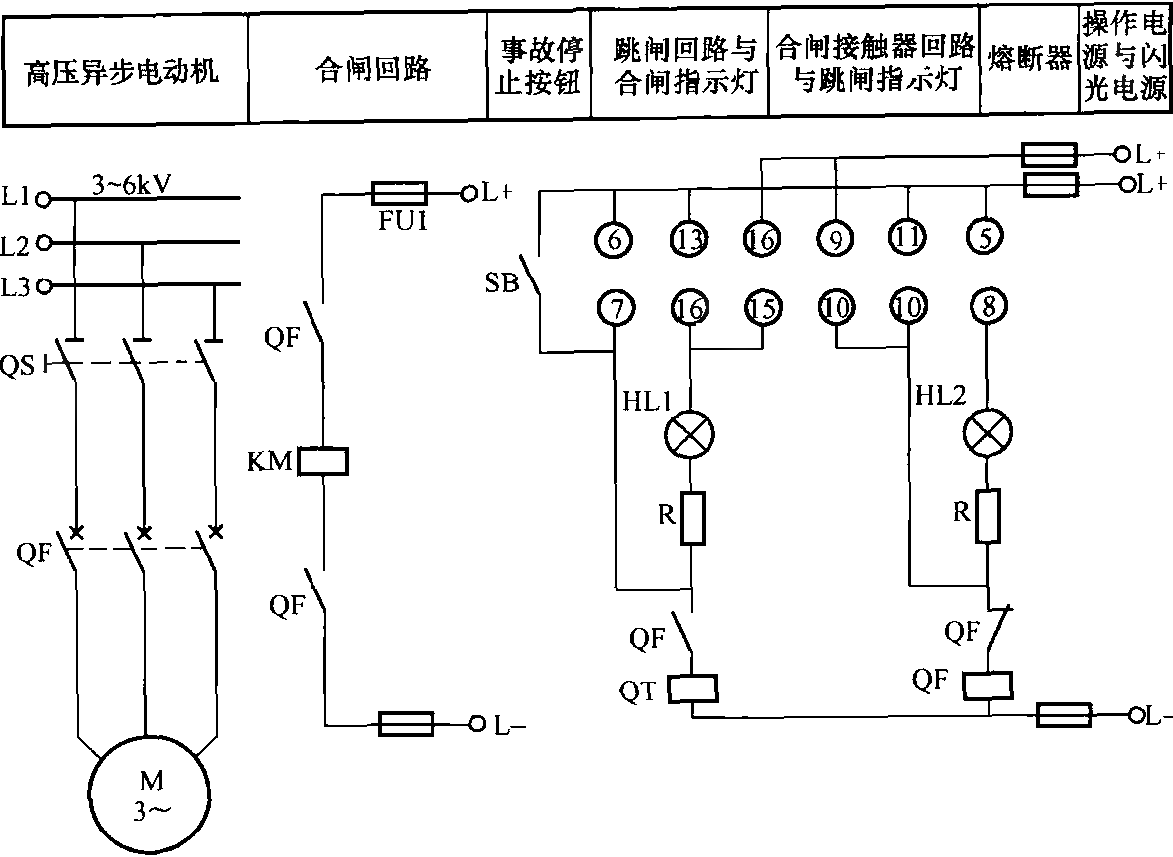 高压异步电动机
合闸回路
事故停
止按钮
跳闸回路与
合闸指示灯
合闸接触器回路
与跳闸指示灯
熔断器
操作电
源与闪
光电源
L1
3~6kV
L2
L3
QS
QF
M
3~
L+
FU1
QF
KM
QF
L-
L+
L+
6
13
16
9
11
5
SB
7
16
15
10
10
8
HL1
HL2
R
R
QF
QF
QT
QF
L-